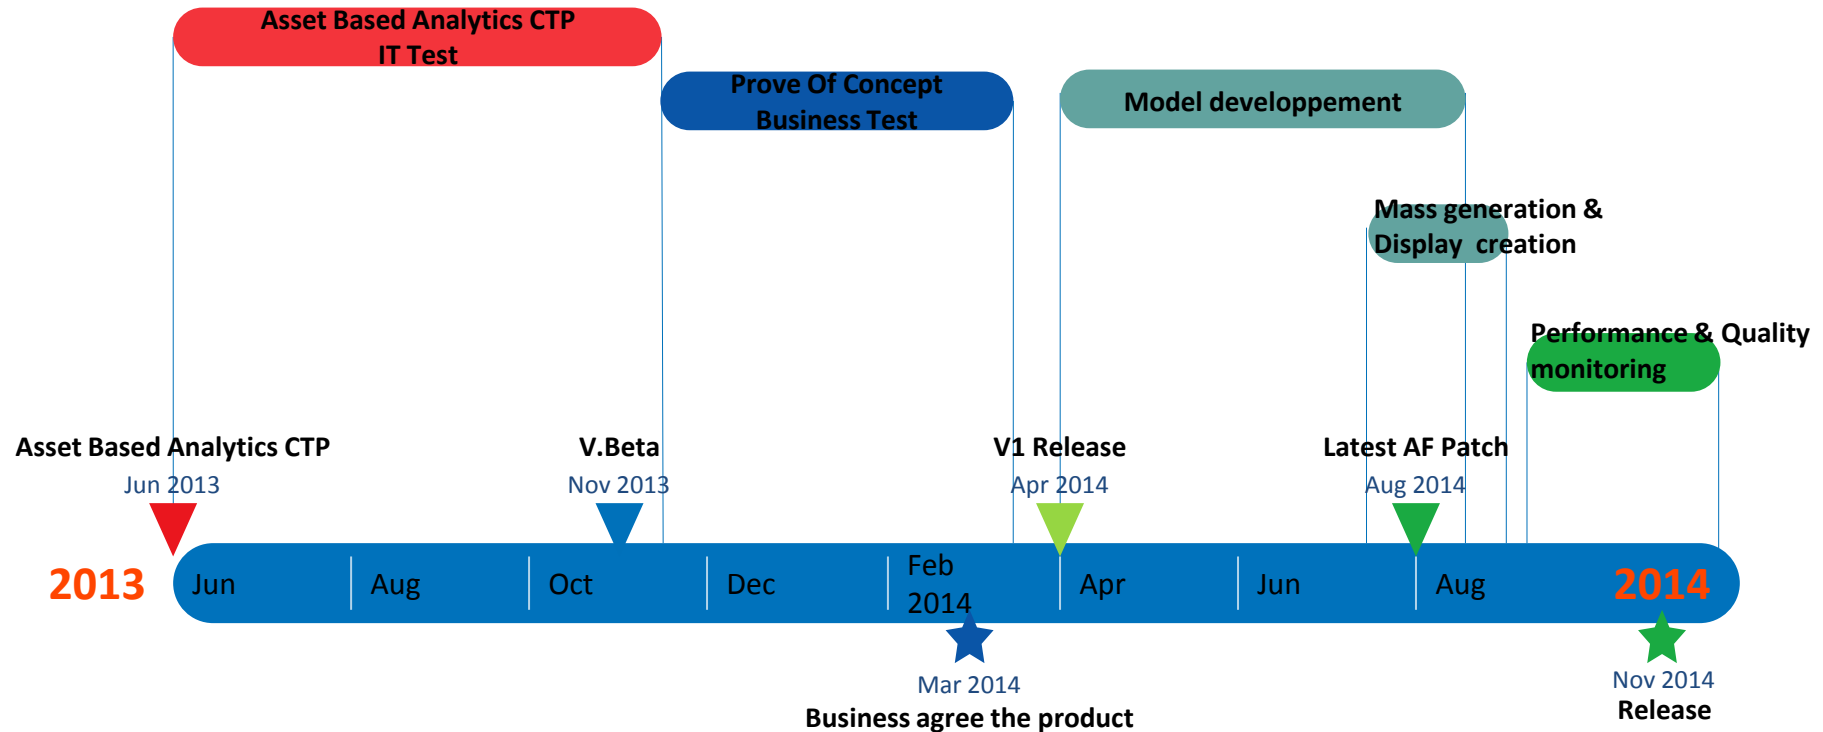 Asset Based Analytics CTP
IT Test
Prove Of Concept
Business Test
Model developpement
Mass generation &
Display creation
Performance & Quality
monitoring
Asset Based Analytics CTP
Jun 2013
V.Beta
Nov 2013
V1 Release
Apr 2014
Latest AF Patch
Aug 2014
2013
Jun
Aug
Oct
Dec
Feb
2014
Apr
Jun
Aug
2014
Mar 2014
Business agree the product
Nov 2014
Release